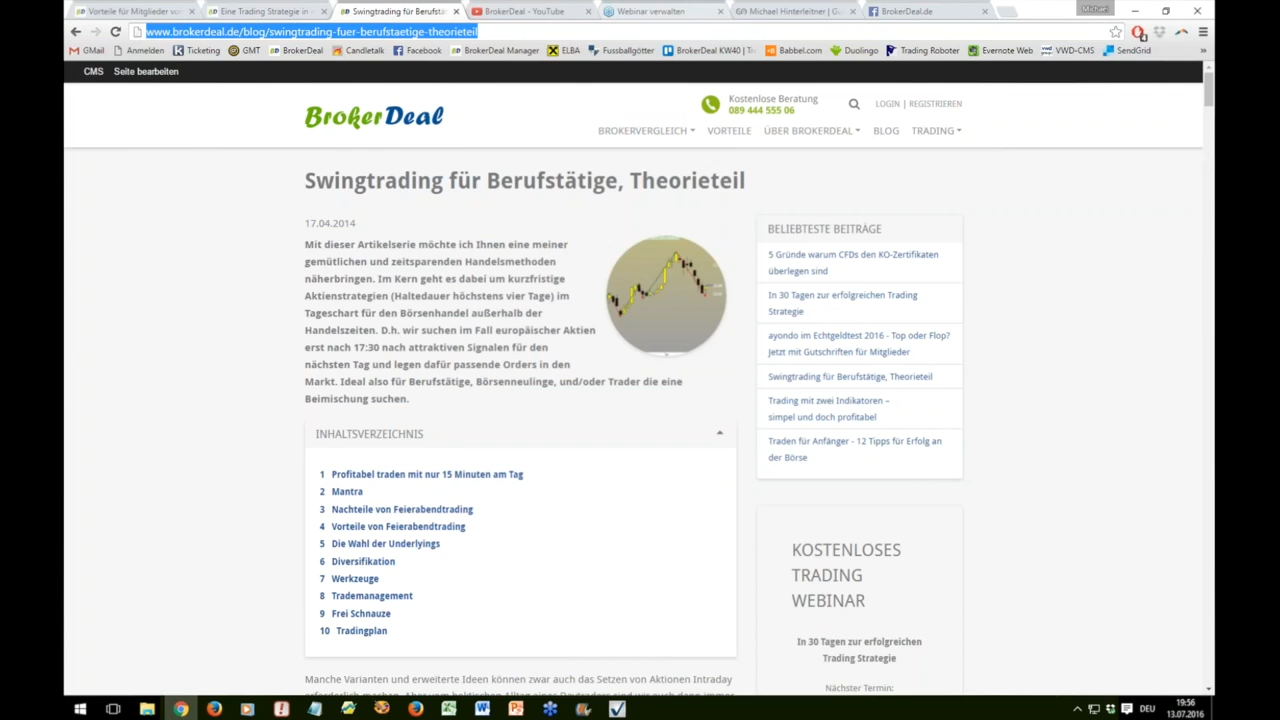 Vorteile für Mitglieder von
Eine Trading Strategie in
Swingtrading für Berufstä
BrokerDeal - YouTube
Webinar verwalten
Michael Hinterleitner | G
BrokerDeal.de
Michael
www.brokerdeal.de/blog/swingtrading-fuer-berufstaetige-theorieteil
GMail
Anmelden
Ticketing
GMT
BrokerDeal
Candletalk
Facebook
BrokerDeal Manager
ELBA
Fussballgötter
BrokerDeal KW40 | Tr
Babbel.com
Duolingo
Trading Roboter
Evernote Web
VWD-CMS
SendGrid
CMS Seite bearbeiten
BrokerDeal
Kostenlose Beratung
089 444 555 06
LOGIN | REGISTRIEREN
BROKERVERGLEICH VORTEILE ÜBER BROKERDEAL BLOG TRADING
Swingtrading für Berufstätige, Theorieteil
17.04.2014
Mit dieser Artikelserie möchte ich Ihnen eine meiner
gemütlichen und zeitsparenden Handelsmethoden
näherbringen. Im Kern geht es dabei um kurzfristige
Aktienstrategien (Haltedauer höchstens vier Tage) im
Tageschart für den Börsenhandel außerhalb der
Handelszeiten. D.h. wir suchen im Fall europäischer Aktien
erst nach 17:30 nach attraktiven Signalen für den
nächsten Tag und legen dafür passende Orders in den
Markt. Ideal also für Berufstätige, Börsenneulinge, und/oder Trader die eine
Beimischung suchen.
INHALTSVERZEICHNIS
1 Profitabel traden mit nur 15 Minuten am Tag
2 Mantra
3 Nachteile von Feierabendtrading
4 Vorteile von Feierabendtrading
5 Die Wahl der Underlyings
6 Diversifikation
7 Werkzeuge
8 Trademanagement
9 Frei Schnauze
10 Tradingplan
Manche Varianten und erweiterte Ideen können zwar auch das Setzen von Aktionen Intraday
BELIEBTESTE BEITRÄGE
5 Gründe warum CFDs den KO-Zertifikaten
überlegen sind
In 30 Tagen zur erfolgreichen Trading
Strategie
ayondo im Echtgeldtest 2016 - Top oder Flop?
Jetzt mit Gutschriften für Mitglieder
Swingtrading für Berufstätige, Theorieteil
Trading mit zwei Indikatoren –
simpel und doch profitabel
Traden für Anfänger - 12 Tipps für Erfolg an
der Börse
KOSTENLOSES
TRADING
WEBINAR
In 30 Tagen zur erfolgreichen
Trading Strategie
Nächster Termin:
DEU
19:56
13.07.2016